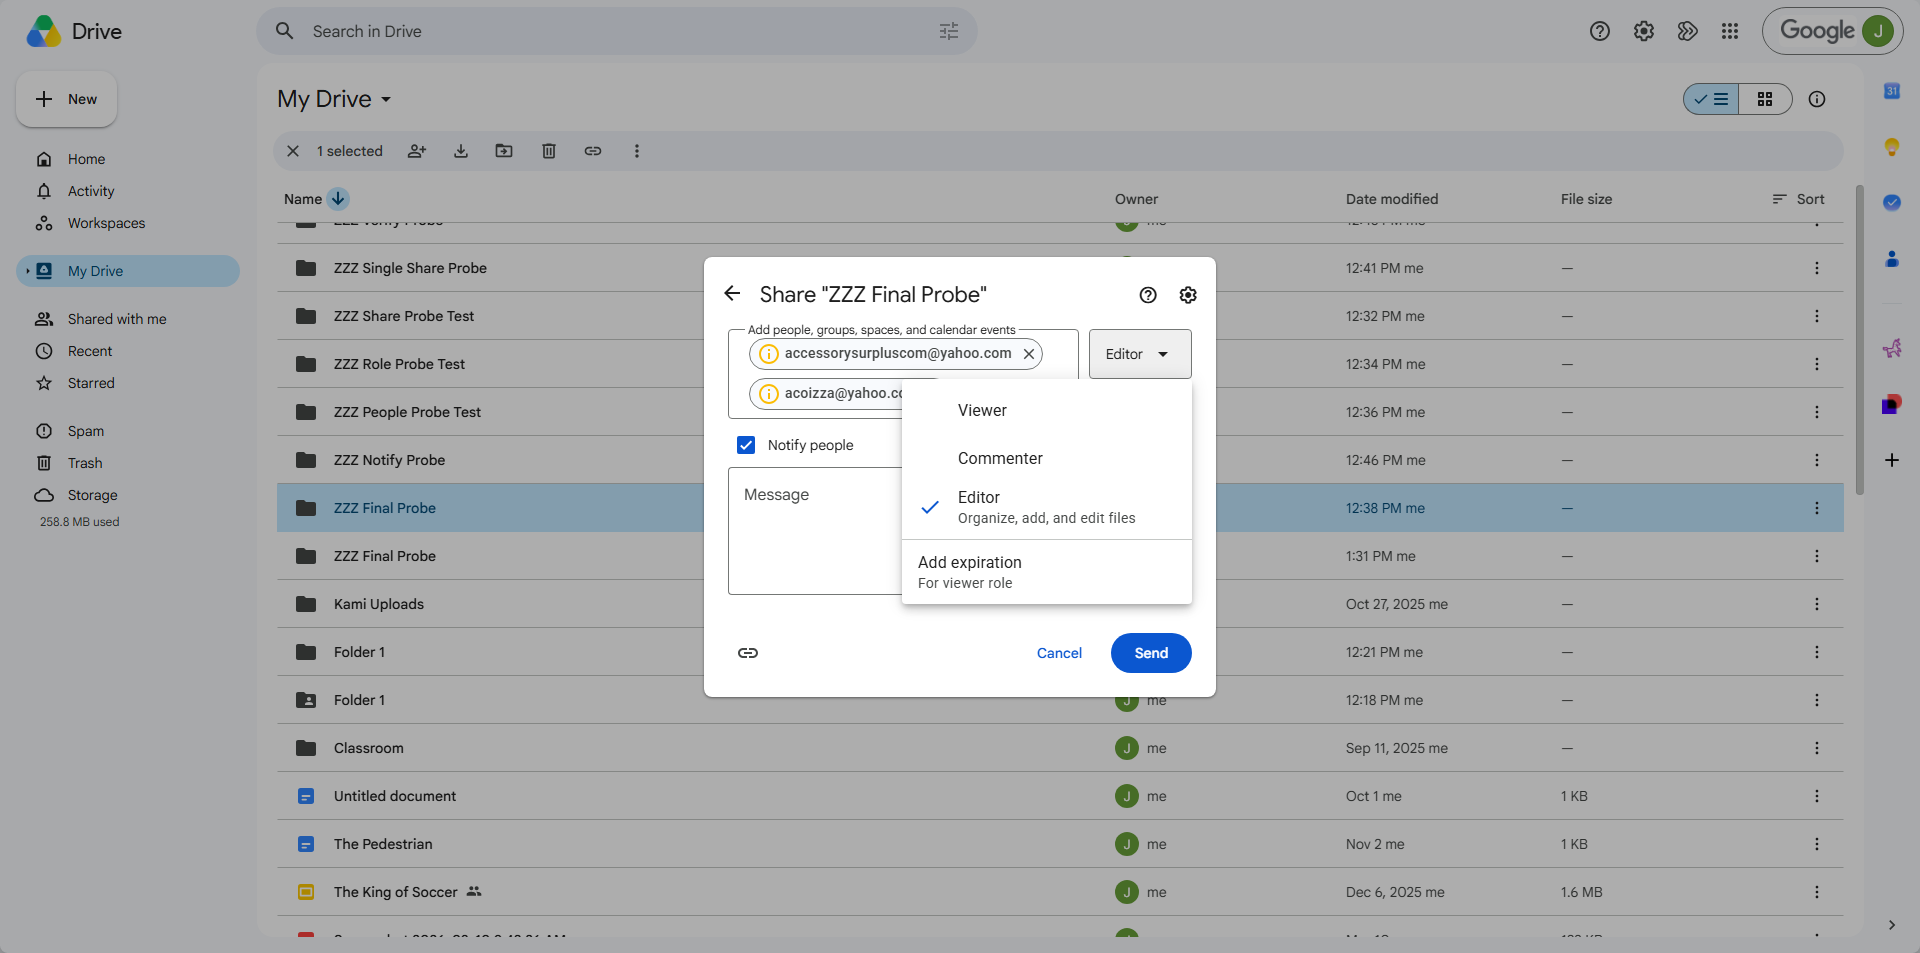 Drive
Search in Drive
Google
J
New
My Drive
31
1 selected
Home
Activity
Workspaces
My Drive
Shared with me
Recent
Starred
Spam
Trash
Storage
258.8 MB used
Name
Owner
Date modified
File size
Sort
ZZZ Single Share Probe
12:41 PM me
—
ZZZ Share Probe Test
12:32 PM me
—
ZZZ Role Probe Test
12:34 PM me
—
ZZZ People Probe Test
12:36 PM me
—
ZZZ Notify Probe
12:46 PM me
—
ZZZ Final Probe
12:38 PM me
—
ZZZ Final Probe
1:31 PM me
—
Kami Uploads
Oct 27, 2025 me
—
Folder 1
12:21 PM me
—
Folder 1
J me
12:18 PM me
—
Classroom
J me
Sep 11, 2025 me
—
Untitled document
J me
Oct 1 me
1 KB
The Pedestrian
J me
Nov 2 me
1 KB
The King of Soccer
J me
Dec 6, 2025 me
1.6 MB
Share "ZZZ Final Probe"
Add people, groups, spaces, and calendar events
accessorysurpluscom@yahoo.com
Editor
acoizza@yahoo.co
Notify people
Message
Viewer
Commenter
Editor
Organize, add, and edit files
Add expiration
For viewer role
Cancel
Send